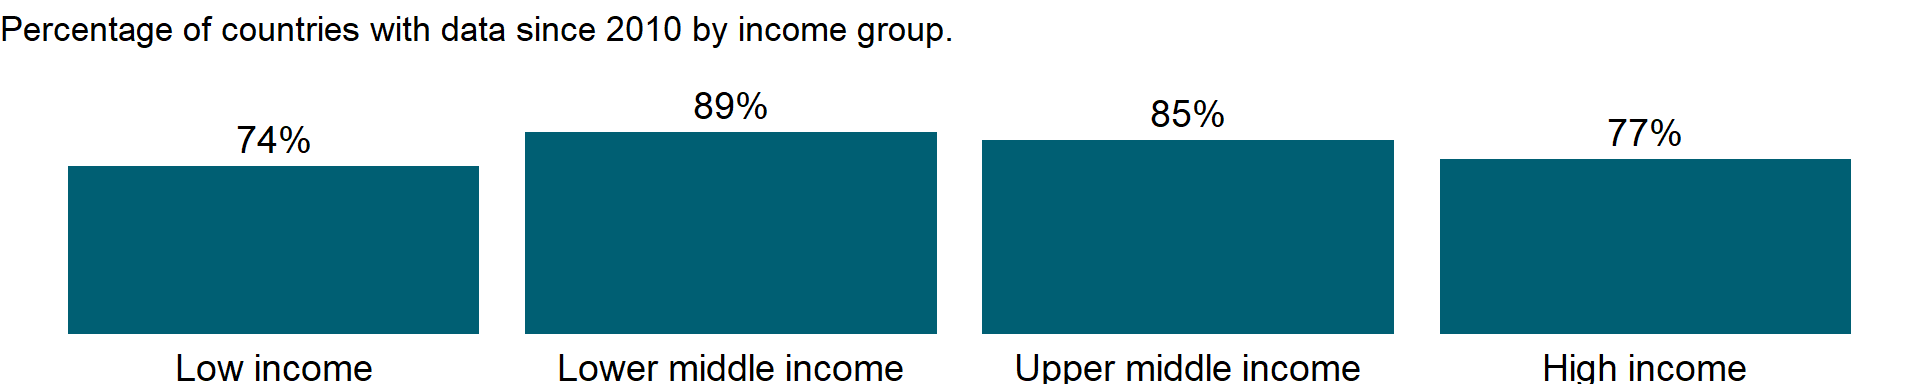 Percentage of countries with data since 2010 by income group.
74%
89%
85%
77%
Low income
Lower middle income
Upper middle income
High income